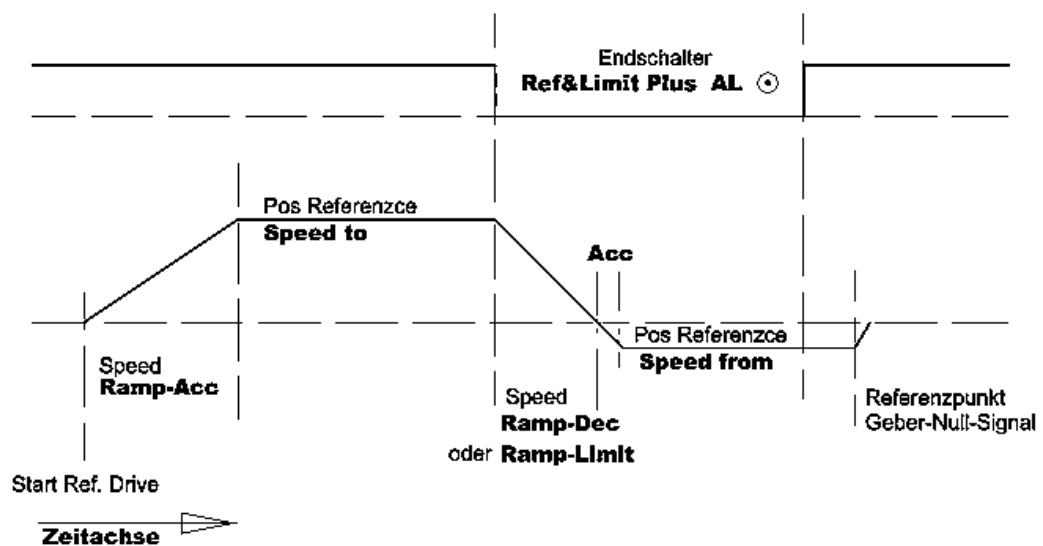 Endschalter
Ref&Limit Plus AL
Pos Referenzce
Speed to
Acc
Pos Referenzce
Speed from
Speed
Ramp-Acc
Speed
Ramp-Dec
oder Ramp-Limit
Referenzpunkt
Geber-Null-Signal
Start Ref. Drive
Zeitachse